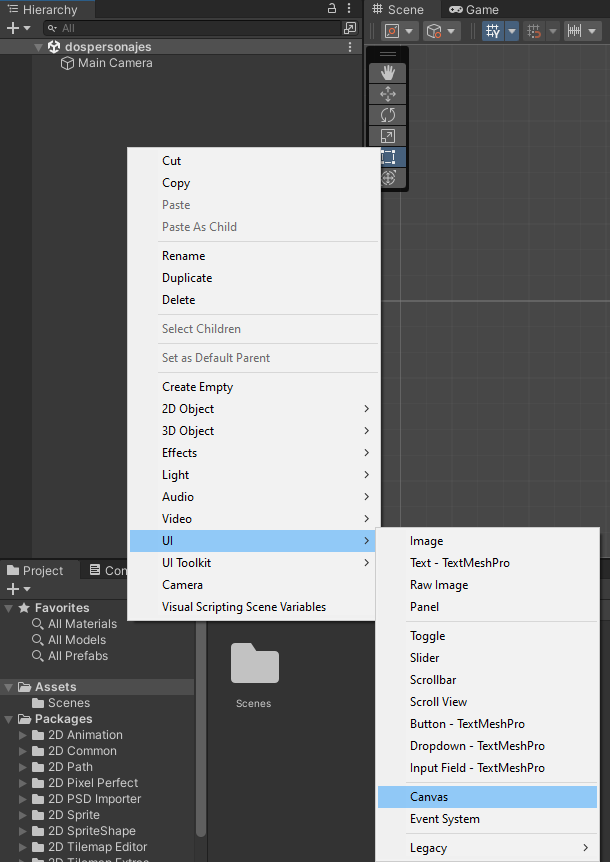 Hierarchy
Scene
Game
All
dospersonajes
Main Camera
Cut
Copy
Paste
Paste As Child
Rename
Duplicate
Delete
Select Children
Set as Default Parent
Create Empty
2D Object
3D Object
Effects
Light
Audio
Video
UI
UI Toolkit
Camera
Visual Scripting Scene Variables
Image
Text - TextMeshPro
Raw Image
Panel
Toggle
Slider
Scrollbar
Scroll View
Button - TextMeshPro
Dropdown - TextMeshPro
Input Field - TextMeshPro
Canvas
Event System
Legacy
Project
Con
Favorites
All Materials
All Models
All Prefabs
Assets
Scenes
Packages
2D Animation
2D Common
2D Path
2D Pixel Perfect
2D PSD Importer
2D Sprite
2D SpriteShape
2D Tilemap Editor
2D Tilemap Extras
Scenes